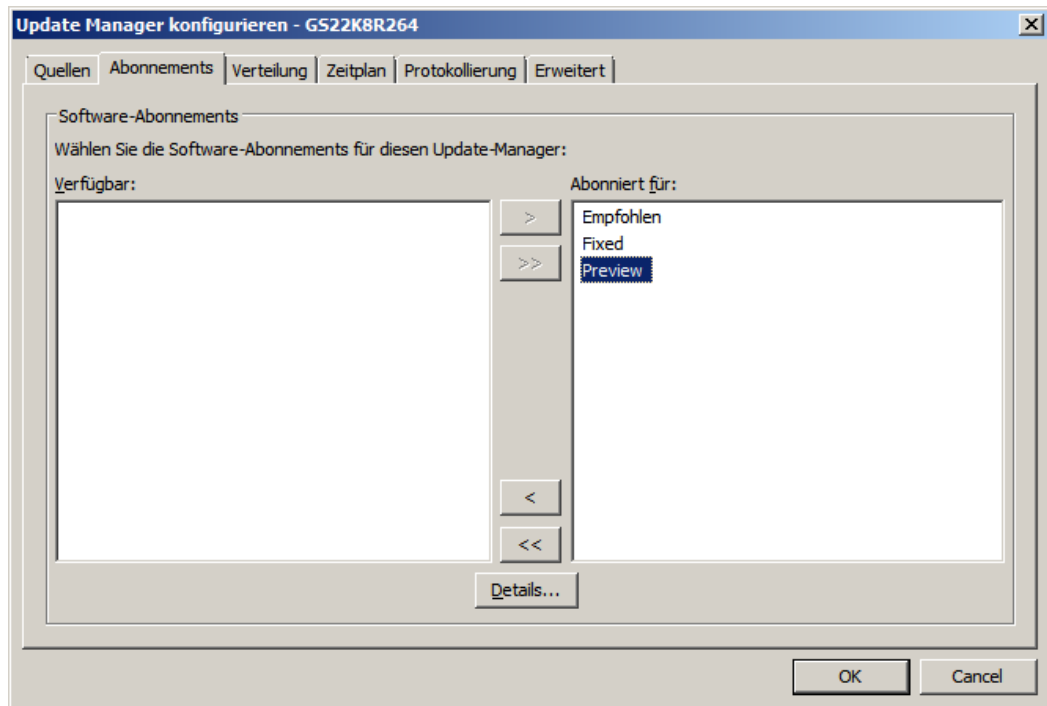 Update Manager konfigurieren - GS22K8R264
Quellen Abonnements Verteilung Zeitplan Protokollierung Erweitert
Software-Abonnements
Wählen Sie die Software-Abonnements für diesen Update-Manager:
Verfügbar: Abonniert für:
> Empfohlen
Fixed
>> Preview
<
<<
Details...
OK Cancel